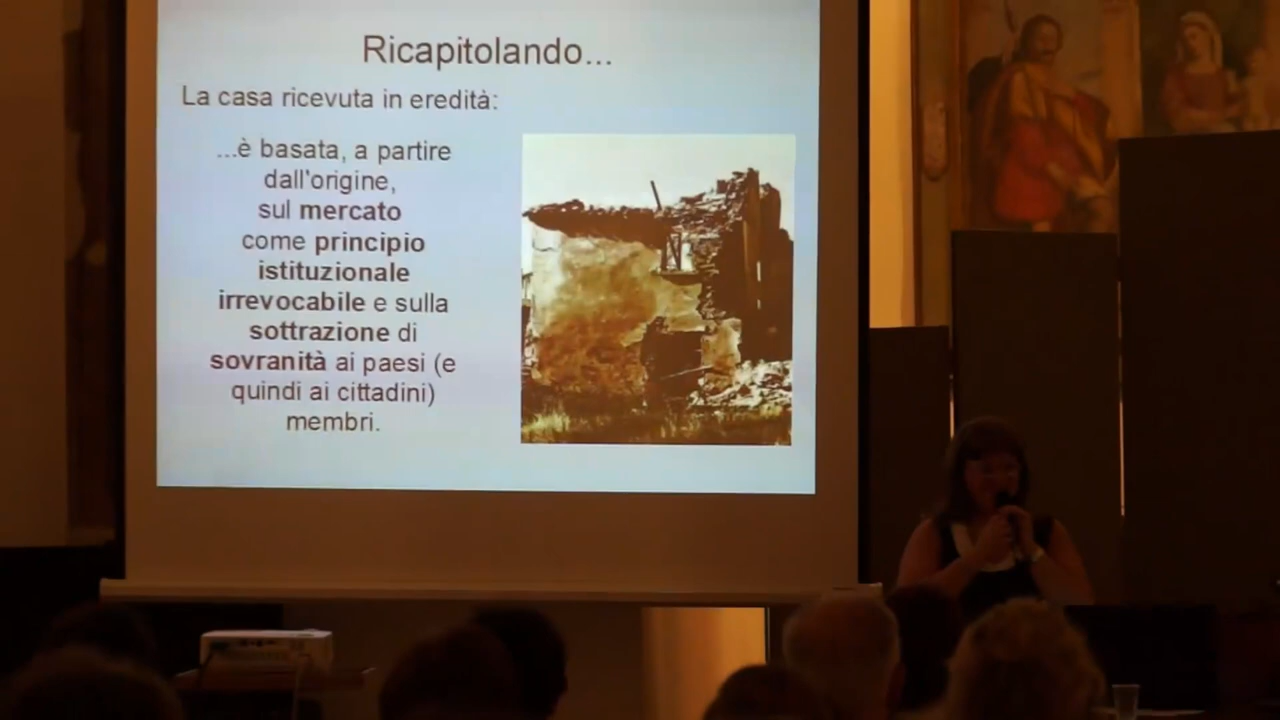 Ricapitolando...
La casa ricevuta in eredità:
...è basata, a partire
dall'origine,
sul mercato
come principio
istituzionale
irrevocabile e sulla
sottrazione di
sovranità ai paesi (e
quindi ai cittadini)
membri.